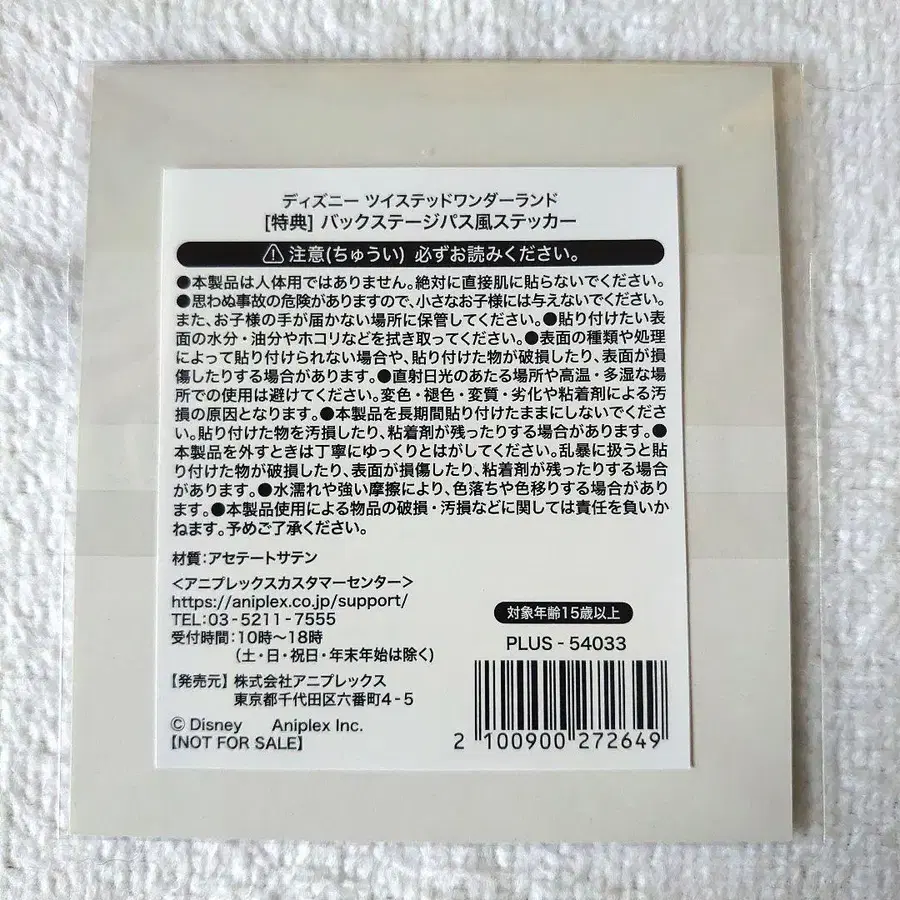 ディズニー ツイステッドワンダーランド
[特典] バックステージパス風ステッカー
⚠注意(ちゅうい) 必ずお読みください。
●本製品は人体用ではありません。絶対に直接肌に貼らないでください。
●思わぬ事故の危険がありますので、小さなお子様には与えないでください。
また、お子様の手が届かない場所に保管してください。●貼り付けたい表
面の水分・油分やホコリなどを拭き取ってください。●表面の種類や処理
によって貼り付けられない場合や、貼り付けた物が破損したり、表面が損
傷したりする場合があります。●直射日光のあたる場所や高温・多湿な場
所での使用は避けてください。変色・褪色・変質・劣化や粘着剤による汚
損の原因となります。●本製品を長期間貼り付けたままにしないでくださ
い。貼り付けた物を汚損したり、粘着剤が残ったりする場合があります。●
本製品を外すときは丁寧にゆっくりとはがしてください。乱暴に扱うと貼
り付けた物が破損したり、表面が損傷したり、粘着剤が残ったりする場合
があります。●水濡れや強い摩擦により、色落ちや色移りする場合があり
ます。●本製品使用による物品の破損・汚損などに関しては責任を負いか
ねます。予めご了承ください。
材質：アセテートサテン
<アニプレックスカスタマーセンター>
https://aniplex.co.jp/support/
TEL:03-5211-7555
受付時間：10時～18時
(土・日・祝日・年末年始は除く)
【発売元】株式会社アニプレックス
東京都千代田区六番町4-5
© Disney Aniplex Inc.
【NOT FOR SALE】
対象年齢15歳以上
PLUS-54033
2 100900 272649